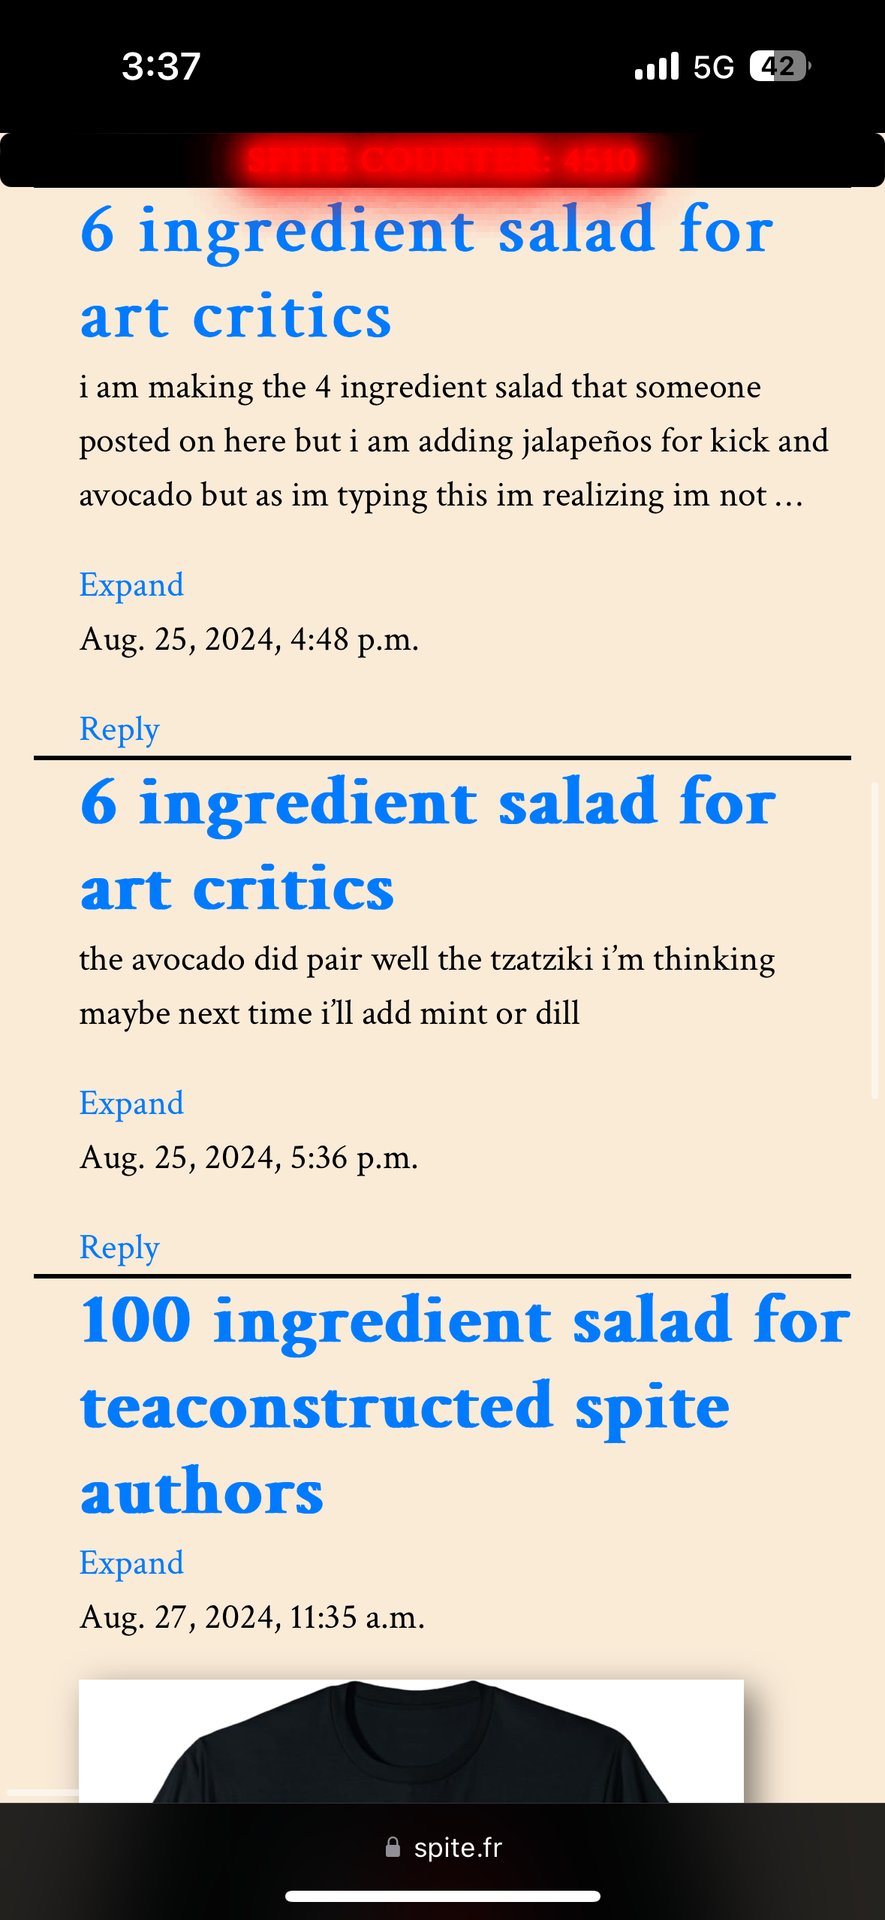 3:37
5G 42
SPITE COUNTER: 4510
6 ingredient salad for
art critics
i am making the 4 ingredient salad that someone
posted on here but i am adding jalapeños for kick and
avocado but as im typing this im realizing im not …
Expand
Aug. 25, 2024, 4:48 p.m.
Reply
6 ingredient salad for
art critics
the avocado did pair well the tzatziki i’m thinking
maybe next time i’ll add mint or dill
Expand
Aug. 25, 2024, 5:36 p.m.
Reply
100 ingredient salad for
teaconstructed spite
authors
Expand
Aug. 27, 2024, 11:35 a.m.
spite.fr